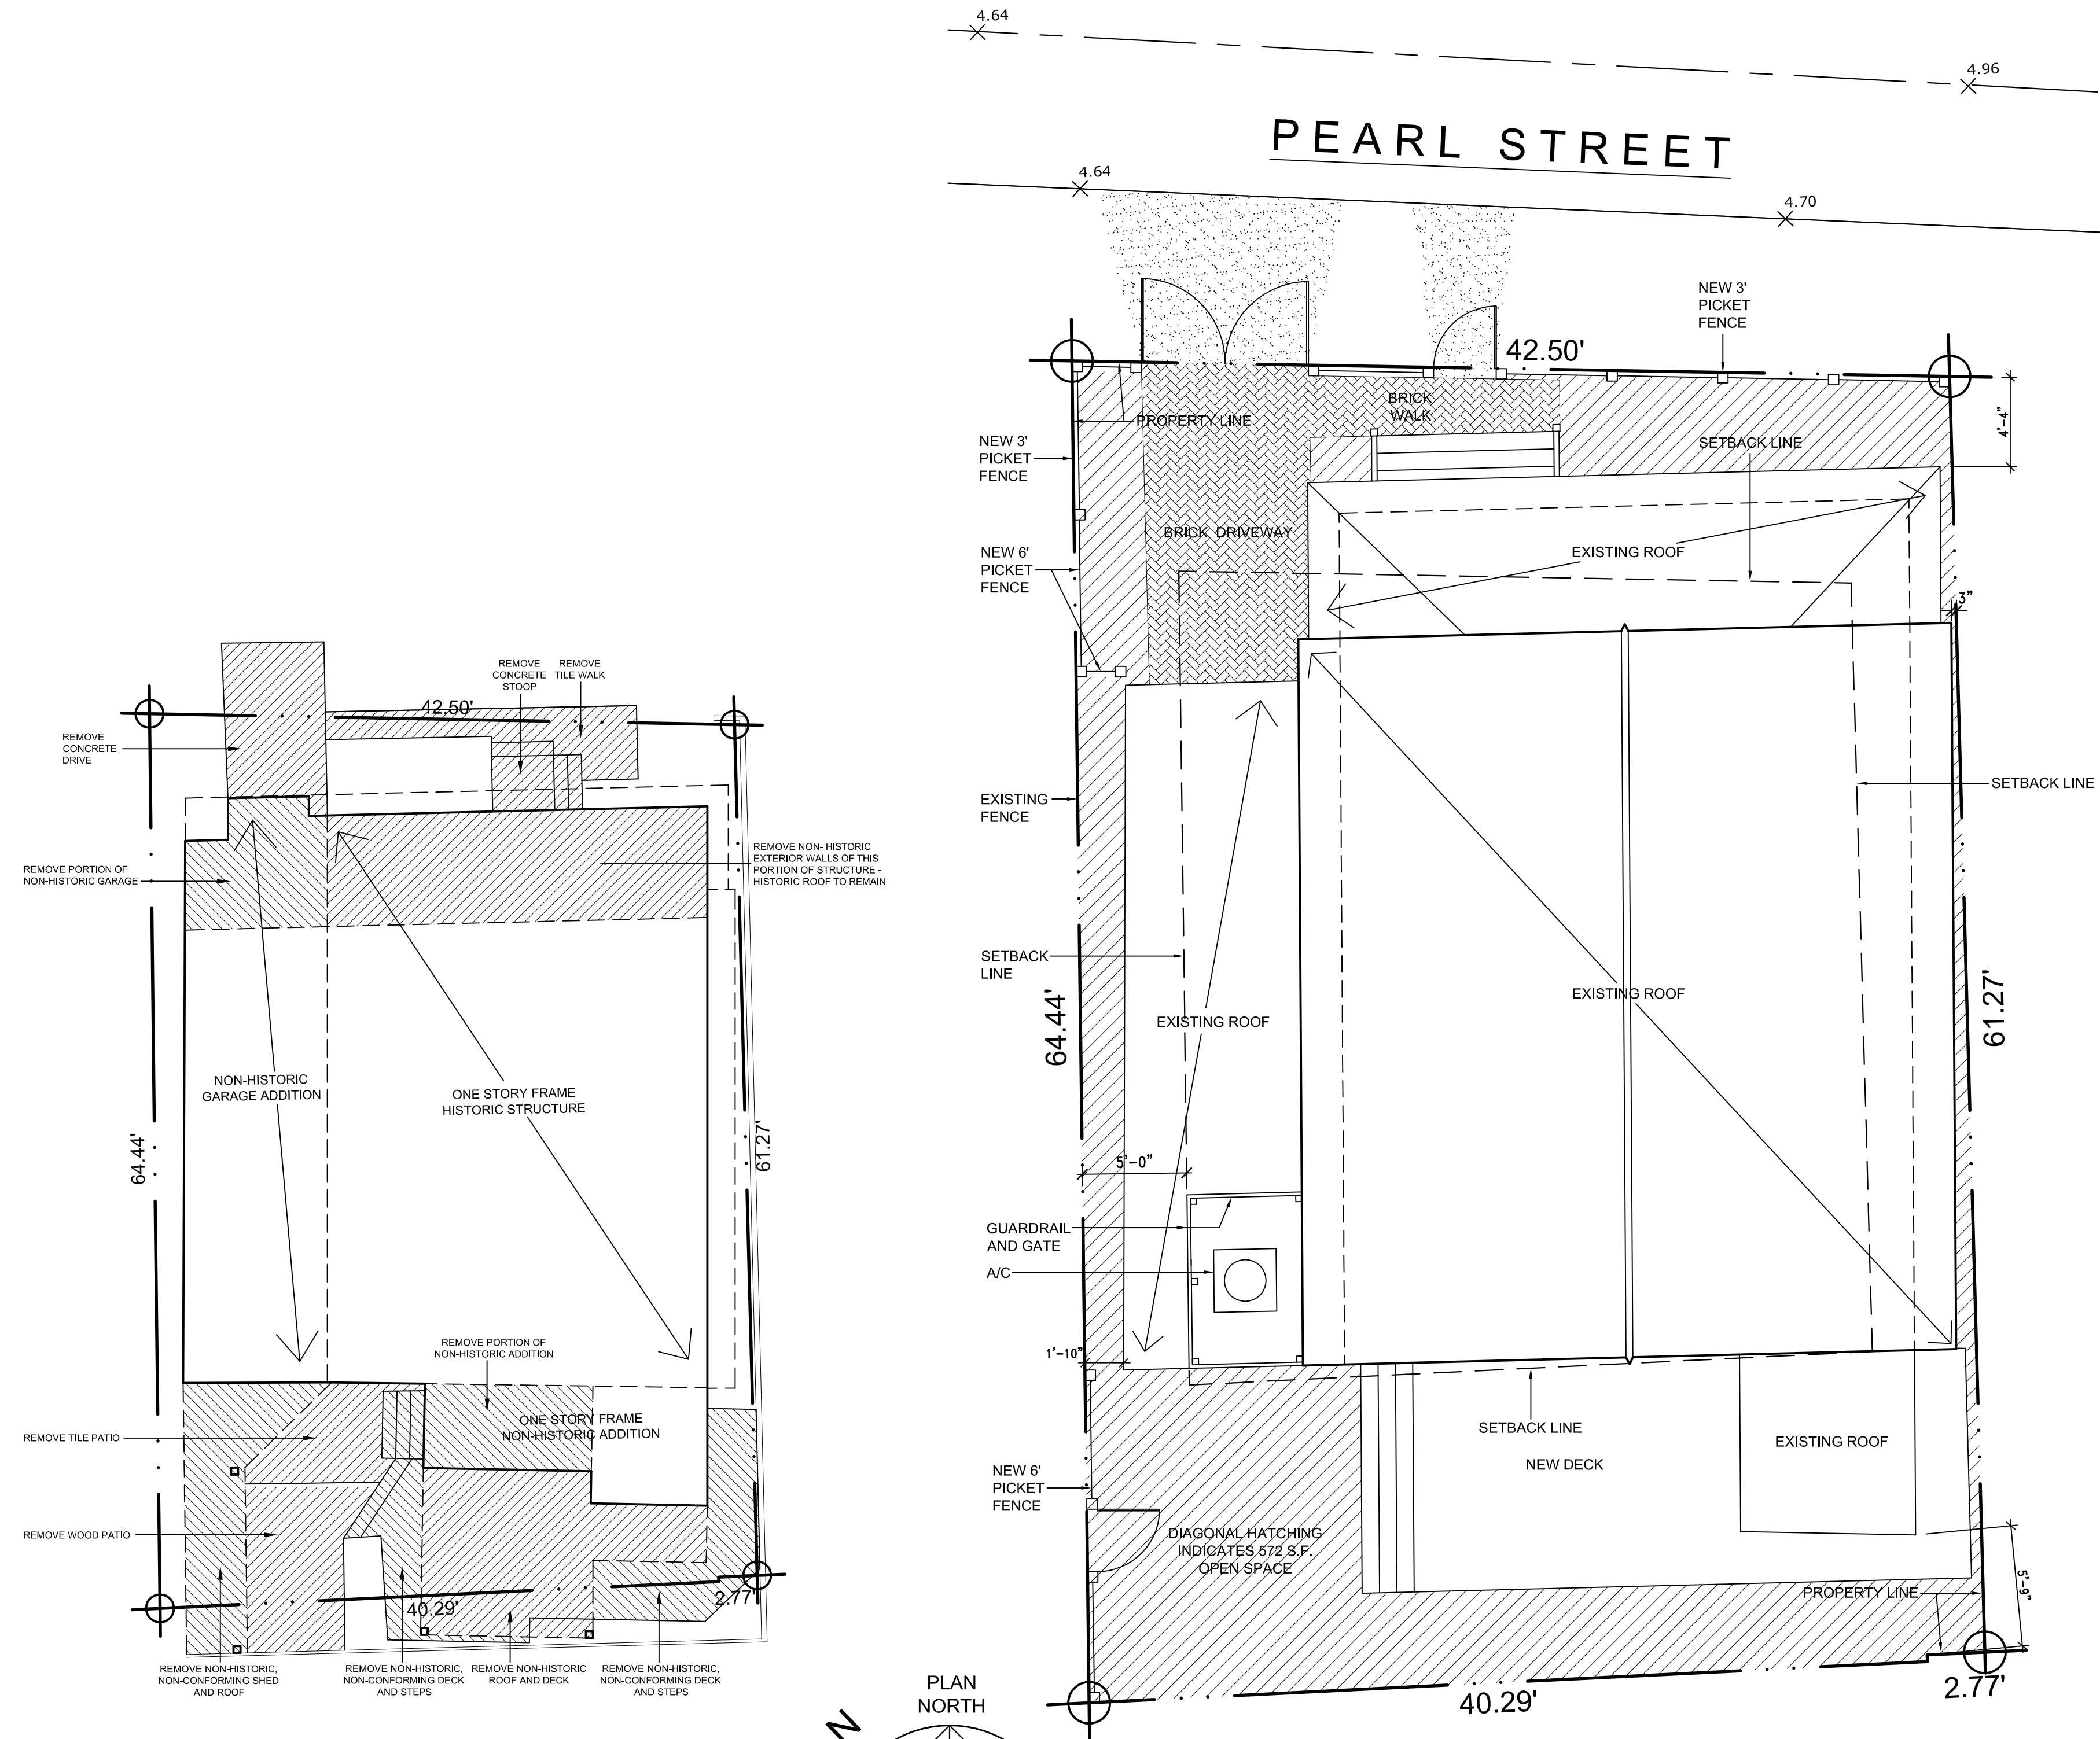 4.64
4.96
PEARL STREET
4.64
4.70
NEW 3'
PICKET
FENCE
42.50'
BRICK
WALK
PROPERTY LINE
4'-4"
NEW 3'
PICKET
FENCE
SETBACK LINE
BRICK DRIVEWAY
NEW 6'
PICKET
FENCE
EXISTING ROOF
3"
EXISTING
FENCE
SETBACK LINE
SETBACK
LINE
EXISTING ROOF
64.44'
EXISTING ROOF
61.27'
5'-0"
GUARDRAIL
AND GATE
A/C
1'-10"
SETBACK LINE
EXISTING ROOF
NEW DECK
NEW 6'
PICKET
FENCE
DIAGONAL HATCHING
INDICATES 572 S.F.
OPEN SPACE
5'-9"
PROPERTY LINE
40.29'
2.77'
REMOVE
CONCRETE
STOOP
REMOVE
TILE WALK
42.50'
REMOVE
CONCRETE
DRIVE
REMOVE NON- HISTORIC
EXTERIOR WALLS OF THIS
PORTION OF STRUCTURE -
HISTORIC ROOF TO REMAIN
REMOVE PORTION OF
NON-HISTORIC GARAGE
NON-HISTORIC
GARAGE ADDITION
ONE STORY FRAME
HISTORIC STRUCTURE
64.44'
61.27'
REMOVE PORTION OF
NON-HISTORIC ADDITION
ONE STORY FRAME
NON-HISTORIC ADDITION
REMOVE TILE PATIO
REMOVE WOOD PATIO
40.29'
2.77'
REMOVE NON-HISTORIC,
NON-CONFORMING SHED
AND ROOF
REMOVE NON-HISTORIC,
NON-CONFORMING DECK
AND STEPS
REMOVE NON-HISTORIC
ROOF AND DECK
REMOVE NON-HISTORIC,
NON-CONFORMING DECK
AND STEPS
PLAN
NORTH
N